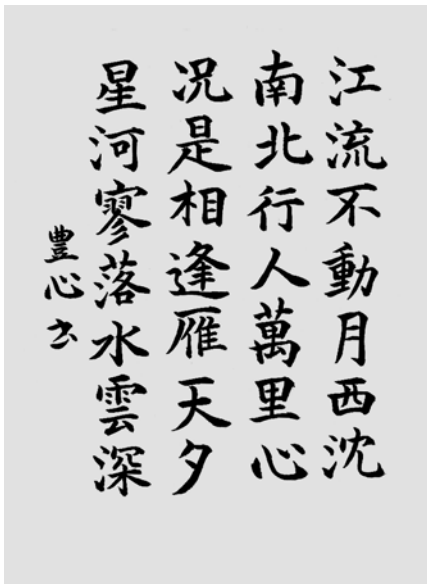 江流不動月西沈
南北行人萬里心
況是相逢雁天夕
星河寥落水雲深
豊心書